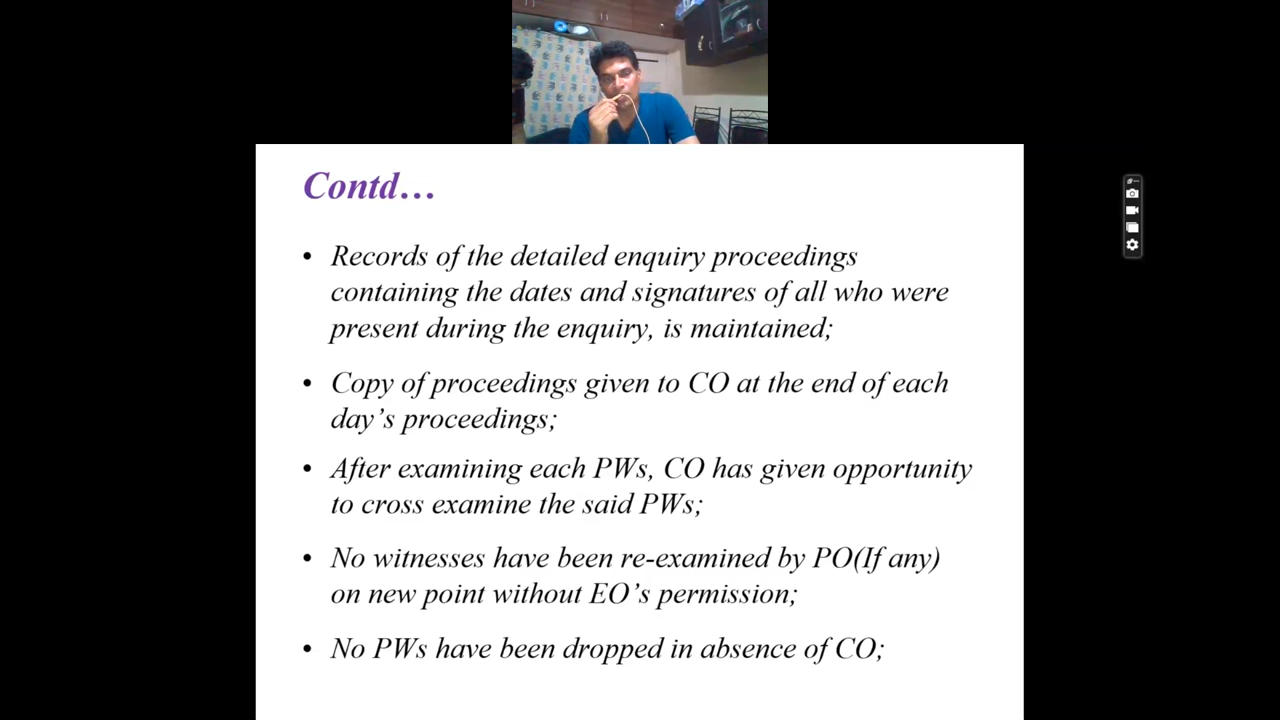 Contd…
• Records of the detailed enquiry proceedings
containing the dates and signatures of all who were
present during the enquiry, is maintained;
• Copy of proceedings given to CO at the end of each
day’s proceedings;
• After examining each PWs, CO has given opportunity
to cross examine the said PWs;
• No witnesses have been re-examined by PO(If any)
on new point without EO’s permission;
• No PWs have been dropped in absence of CO;